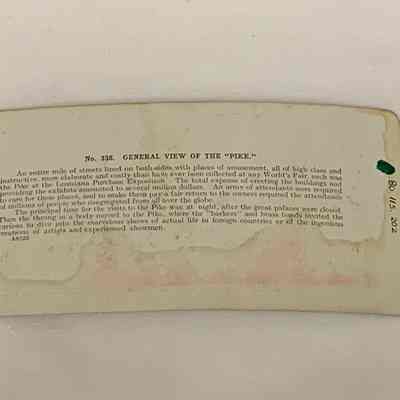 No. 338. GENERAL VIEW OF THE "PIKE."
An entire mile of streets lined on both sides with places of amusement, all of high class and
instructive, more elaborate and costly than have ever been collected at any World's Fair, such was
the Pike at the Louisiana Purchase Exposition. The total expense of erecting the buildings and
providing the exhibits amounted to several million dollars. An army of attendants were required
to care for these places, and to make them pay a fair return to the owners required the attendance
of millions of people who congregated from all over the globe.
The principal time for the visits to the Pike was at night, after the great palaces were closed.
Then the throng in a body moved to the Pike, where the "barkers" and brass bands invited the
curious to dive into the marvelous shows of actual life in foreign countries or of the ingenious
creations of artists and experienced showmen.
80.115.202